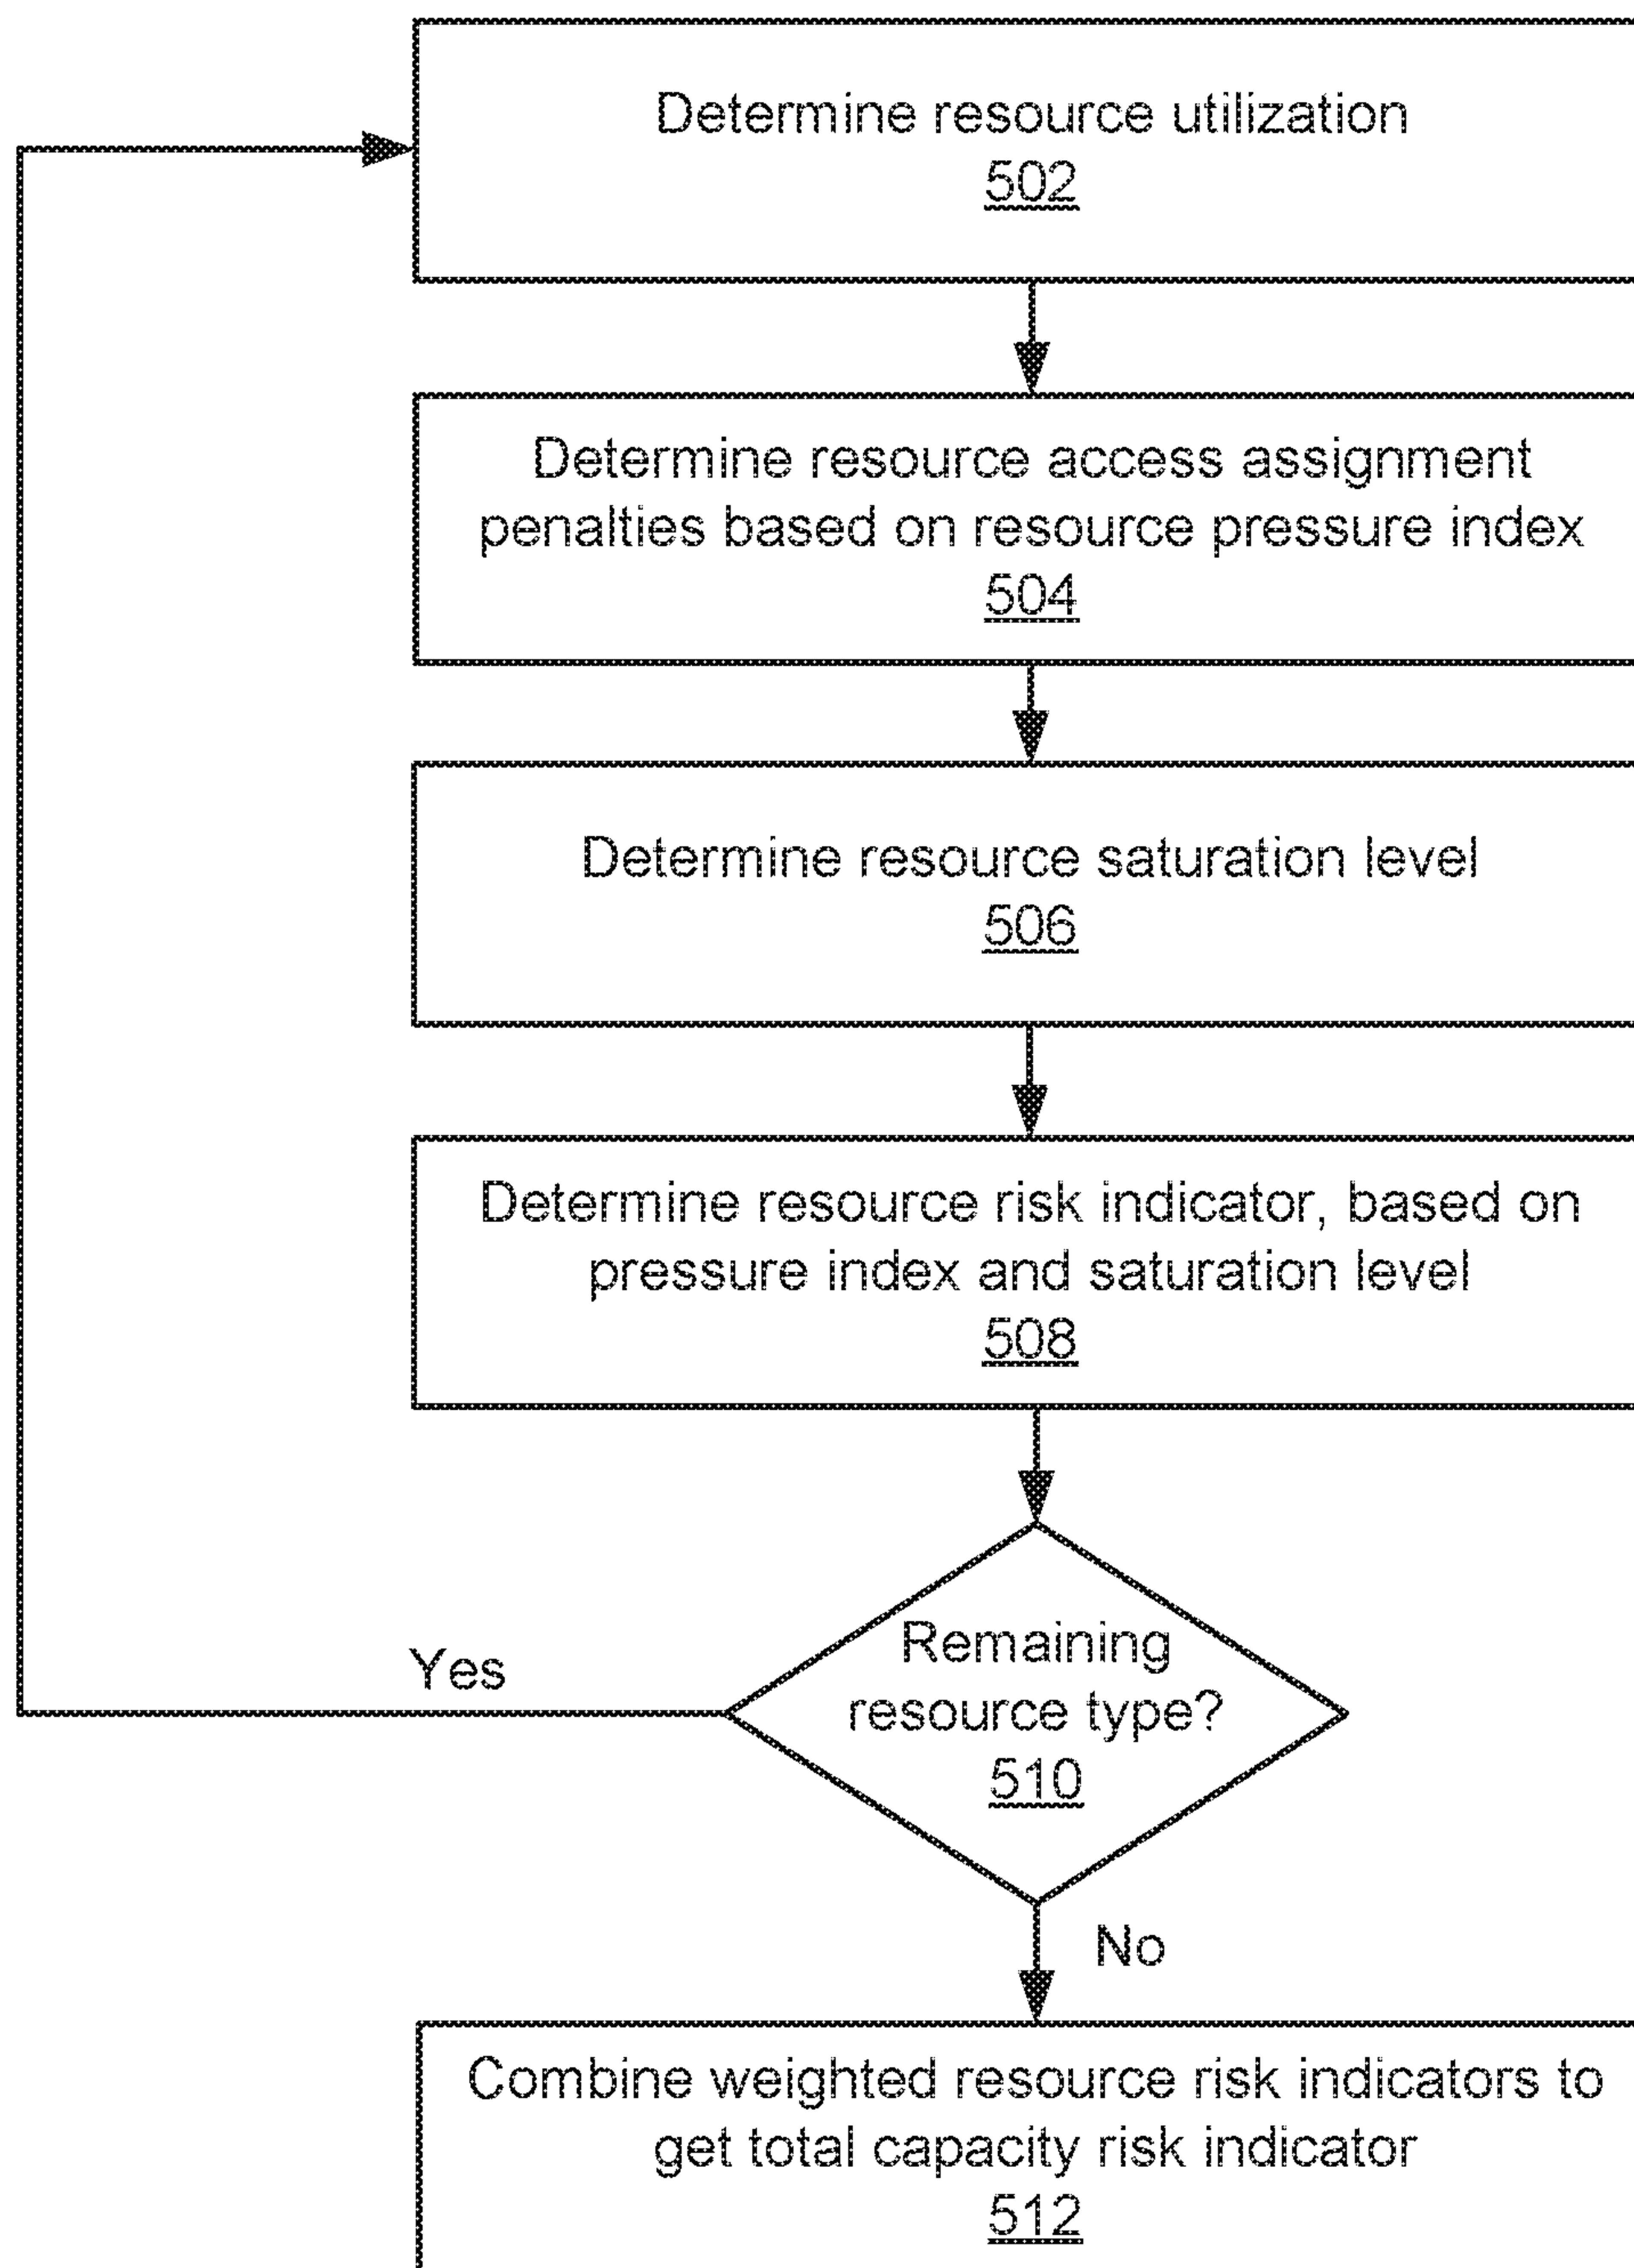 Determine resource utilization
502
Determine resource access assignment
penalties based on resource pressure index
504
Determine resource saturation level
506
Determine resource risk indicator, based on
pressure index and saturation level
508
Remaining
resource type?
510
Yes
No
Combine weighted resource risk indicators to
get total capacity risk indicator
512